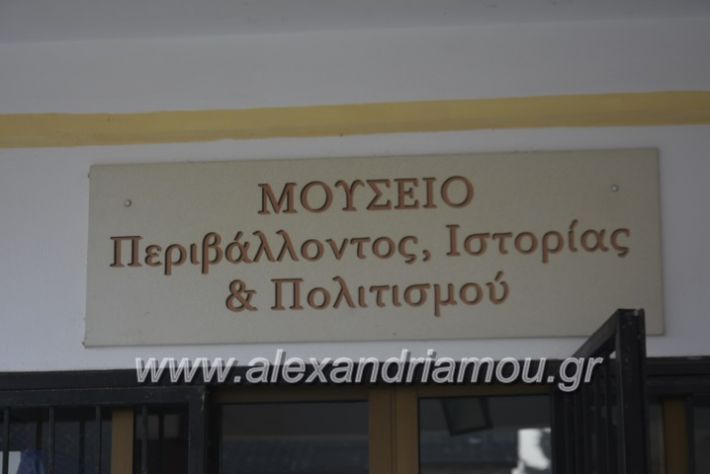 ΜΟΥΣΕΙΟ
Περιβάλλοντος, Ιστορίας
& Πολιτισμού
www.alexandriamou.gr